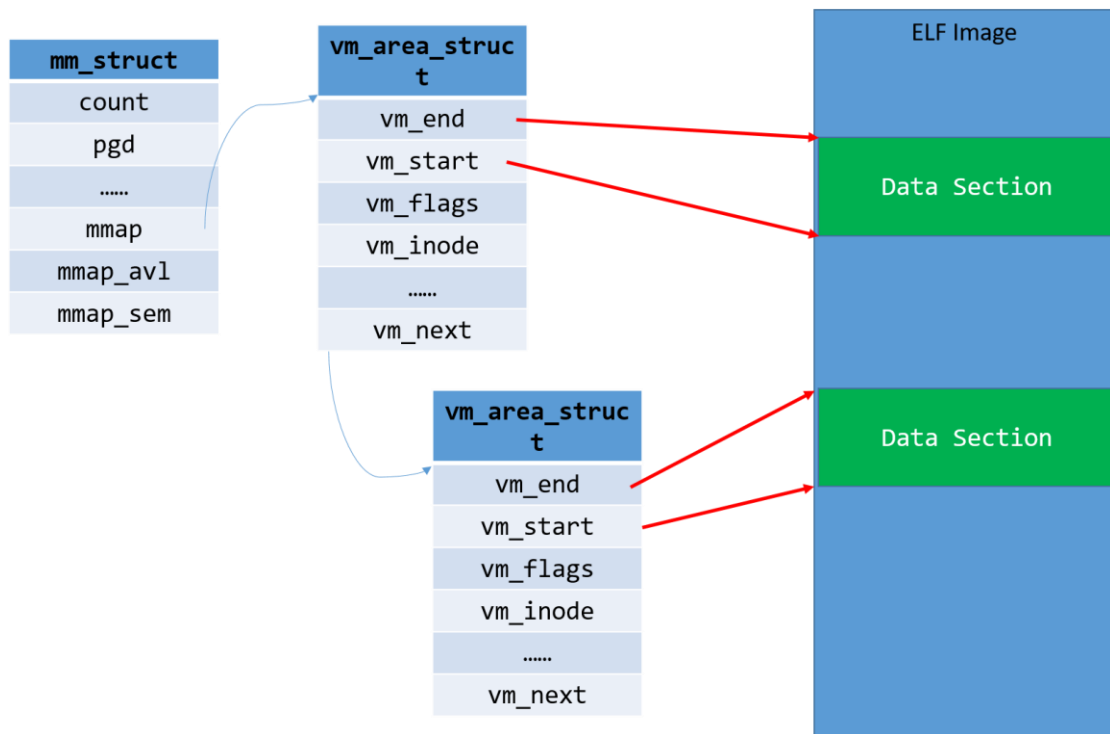 mm_struct
count
pgd
……
mmap
mmap_avl
mmap_sem
vm_area_struc
t
vm_end
vm_start
vm_flags
vm_inode
……
vm_next
vm_area_struc
t
vm_end
vm_start
vm_flags
vm_inode
……
vm_next
ELF Image
Data Section
Data Section